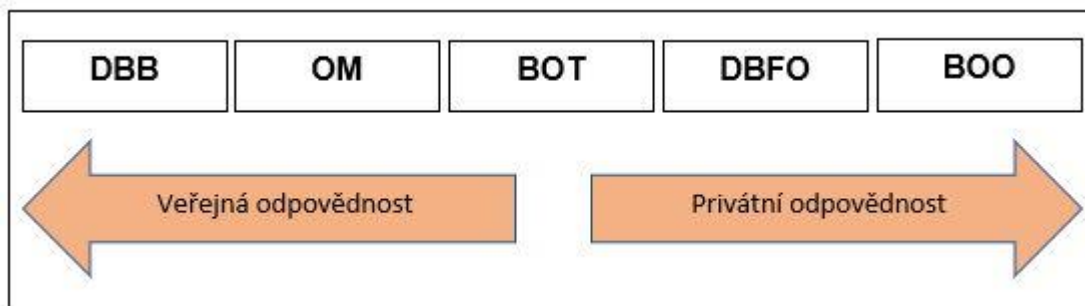 DBB OM BOT DBFO BOO
Veřejná odpovědnost Privátní odpovědnost